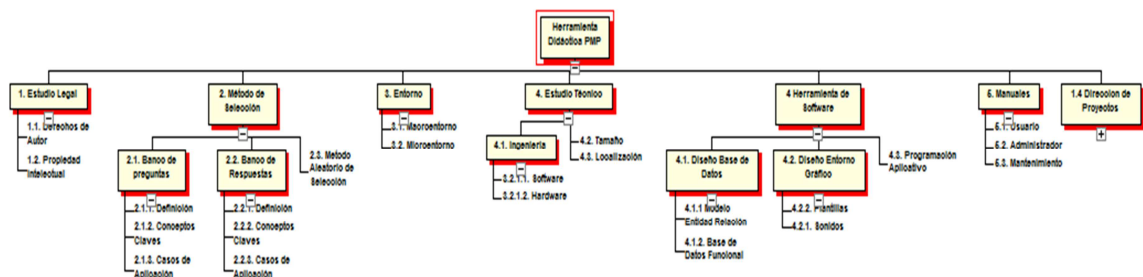 Herramienta
Didáctica PMP
1. Estudio Legal
2. Método de
Selección
3. Entorno
4. Estudio Técnico
4 Herramienta de
Software
5. Manuales
1.4 Direccion de
Proyectos
1.1. Derechos de
Autor
1.2. Propiedad
Intelectual
2.1. Banco de
preguntas
2.2. Banco de
Respuestas
2.3. Metodo
Aleatorio de
Selección
3.1. Macroentorno
3.2. Microentorno
4.1. Ingenieria
4.2. Tamaño
4.3. Localización
4.1. Diseño Base de
Datos
4.2. Diseño Entorno
Gráfico
4.3. Programación
Aplicativo
5.1. Usuario
5.2. Administrador
5.3. Mantenimiento
2.1.1. Definición
2.1.2. Conceptos
Claves
2.1.3. Casos de
Aplicación
2.2.1. Definición
2.2.2. Conceptos
Claves
2.2.3. Casos de
Aplicación
3.2.1.1. Software
3.2.1.2. Hardware
4.1.1 Modelo
Entidad Relación
4.1.2. Base de
Datos Funcional
4.2.2. Plantillas
4.2.1. Sonidos